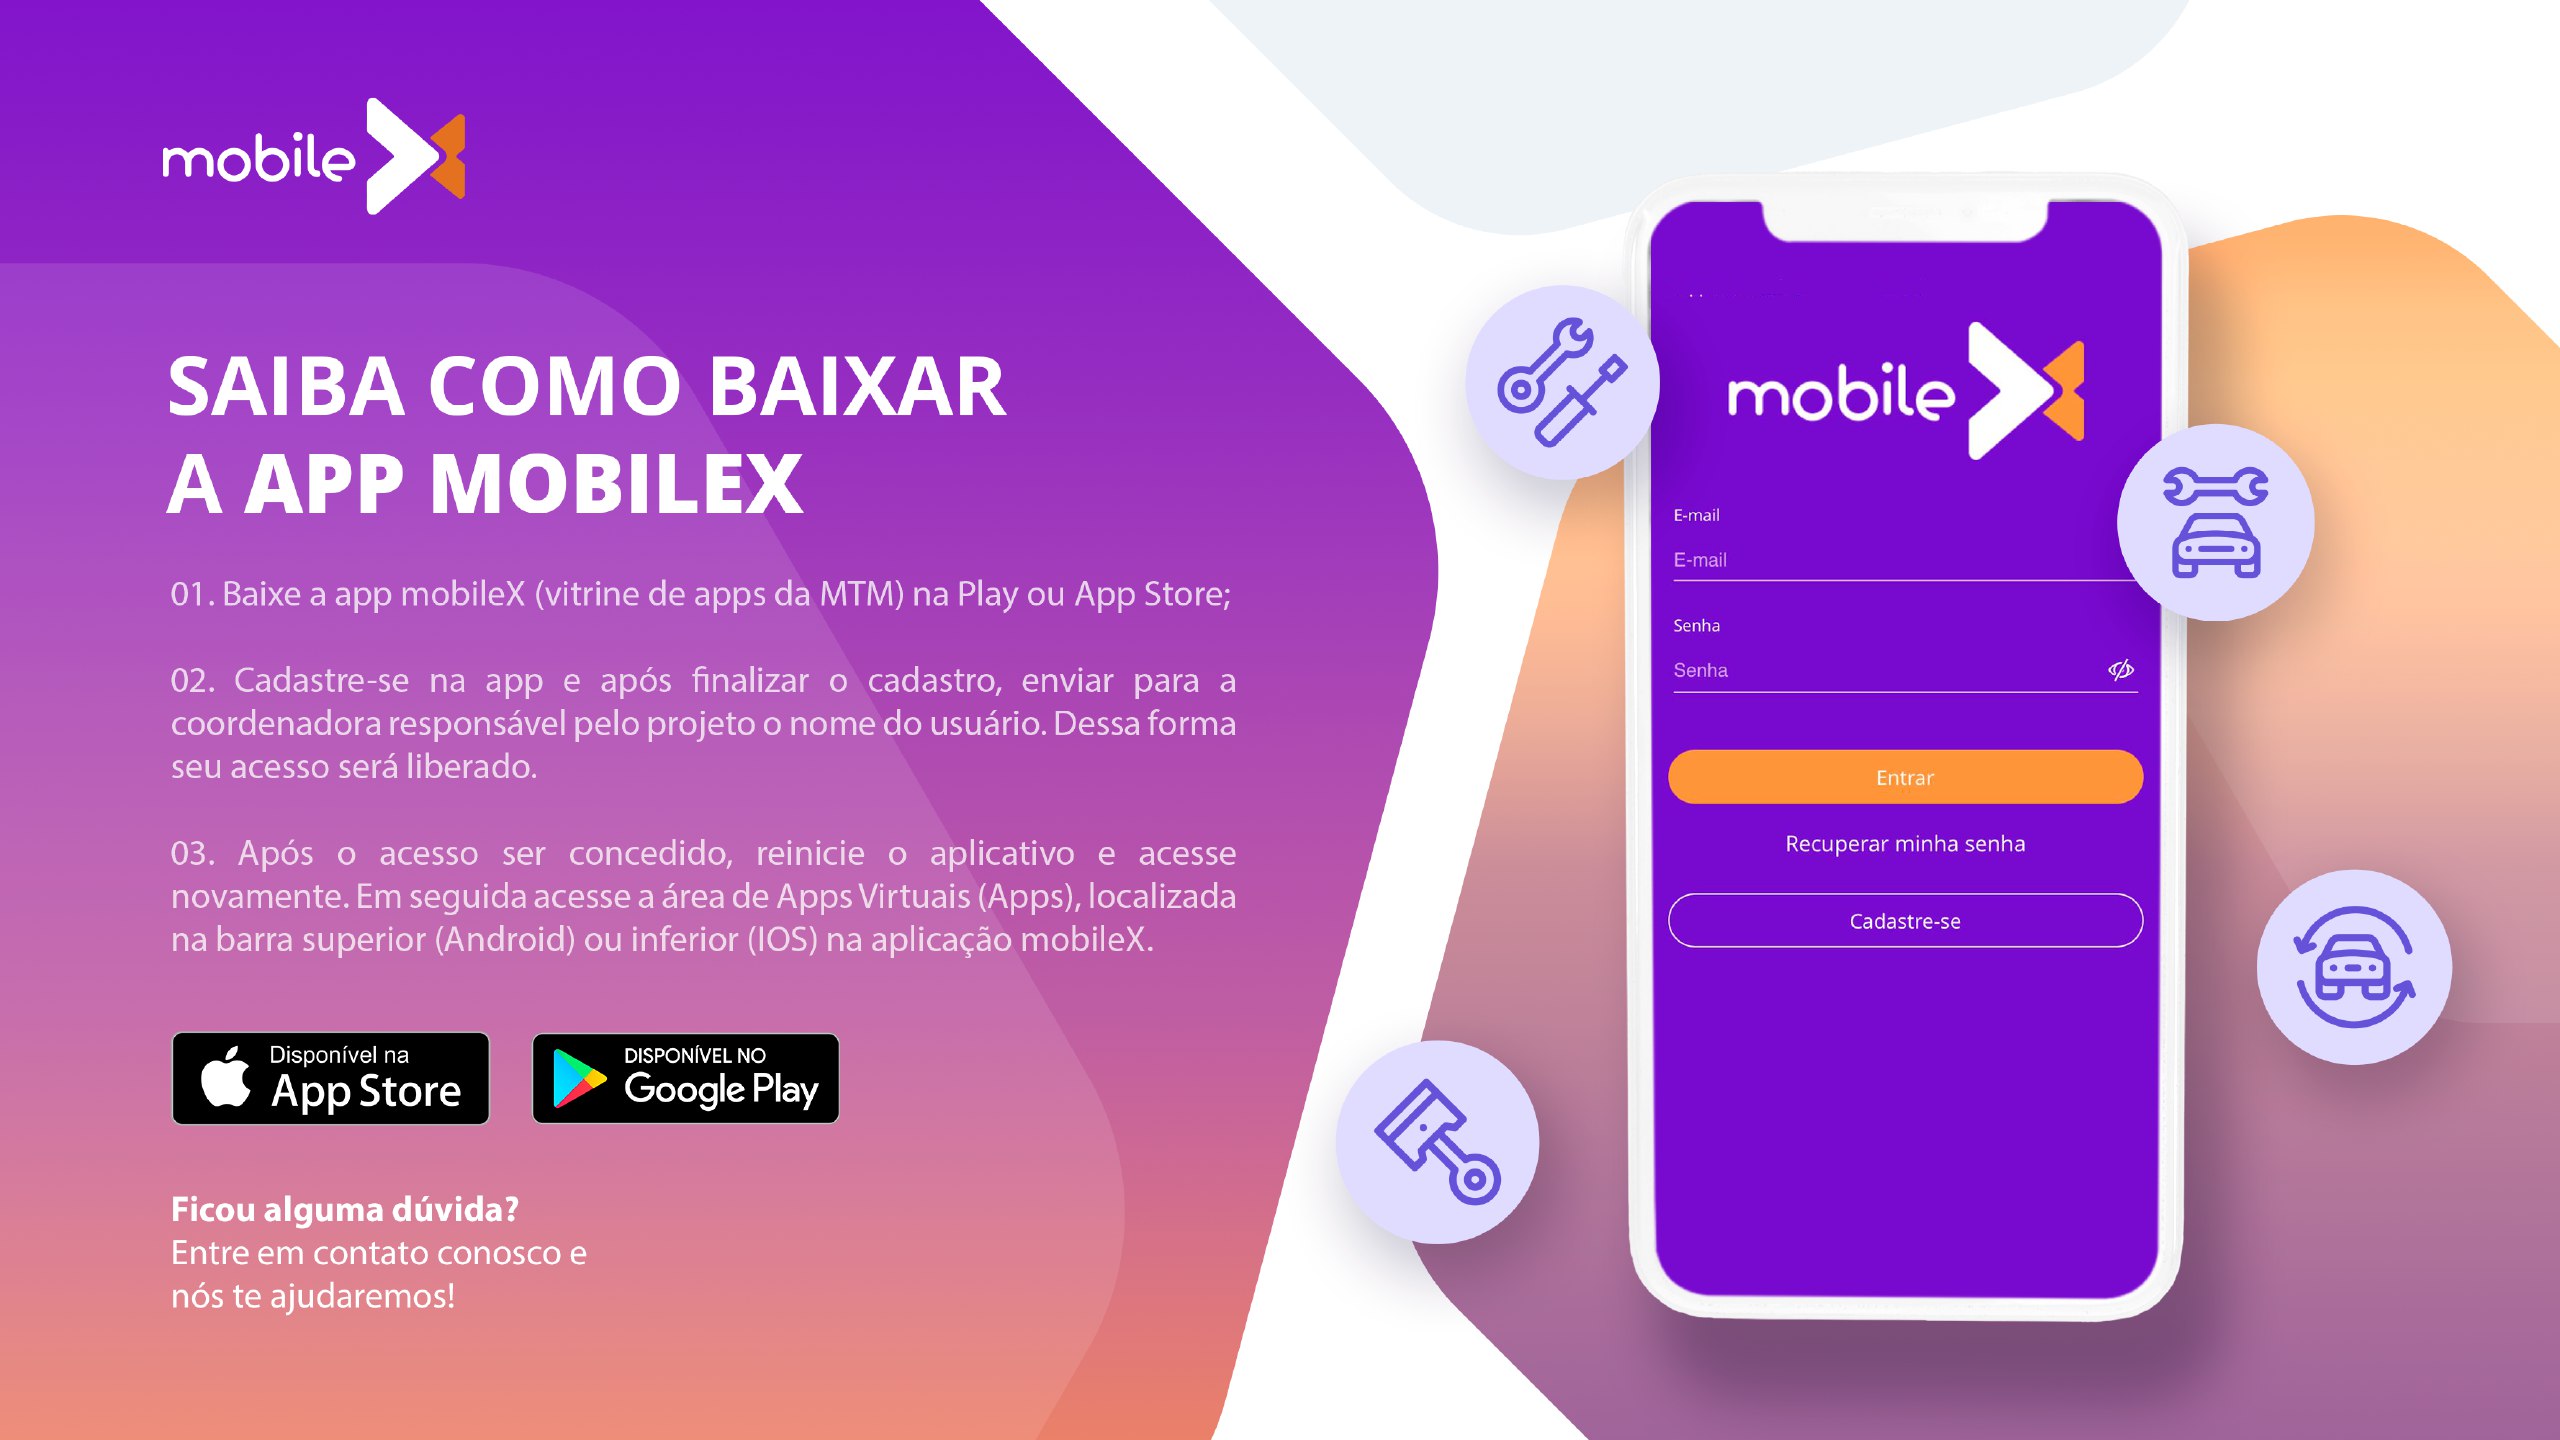 mobile
SAIBA COMO BAIXAR
A APP MOBILEX
01. Baixe a app mobileX (vitrine de apps da MTM) na Play ou App Store;
02. Cadastre-se na app e após finalizar o cadastro, enviar para a
coordenadora responsável pelo projeto o nome do usuário. Dessa forma
seu acesso será liberado.
03. Após o acesso ser concedido, reinicie o aplicativo e acesse
novamente. Em seguida acesse a área de Apps Virtuais (Apps), localizada
na barra superior (Android) ou inferior (IOS) na aplicação mobileX.
Disponível na
App Store
DISPONÍVEL NO
Google Play
Ficou alguma dúvida?
Entre em contato conosco e
nós te ajudaremos!
mobile
E-mail
E-mail
Senha
Senha
Entrar
Recuperar minha senha
Cadastre-se